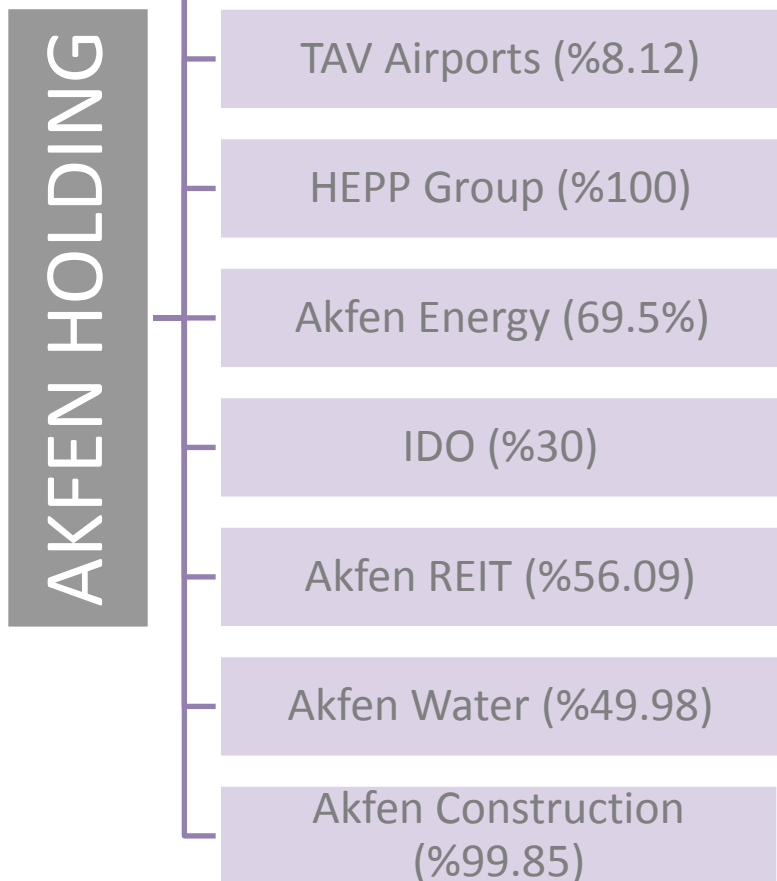 AKFEN HOLDING
TAV Airports (%8.12)
HEPP Group (%100)
Akfen Energy (69.5%)
IDO (%30)
Akfen REIT (%56.09)
Akfen Water (%49.98)
Akfen Construction
(%99.85)